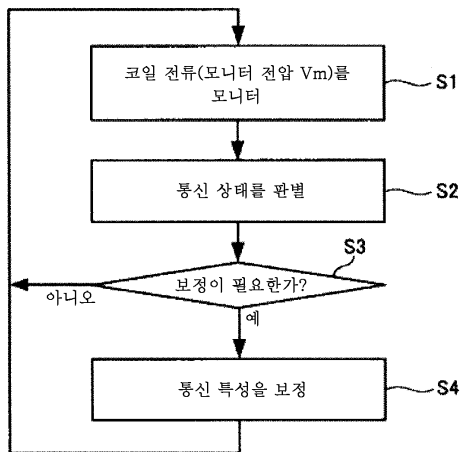 코일 전류(모니터 전압 Vm)를
모니터
S1
통신 상태를 판별
S2
S3
보정이 필요한가?
아니오
예
통신 특성을 보정
S4